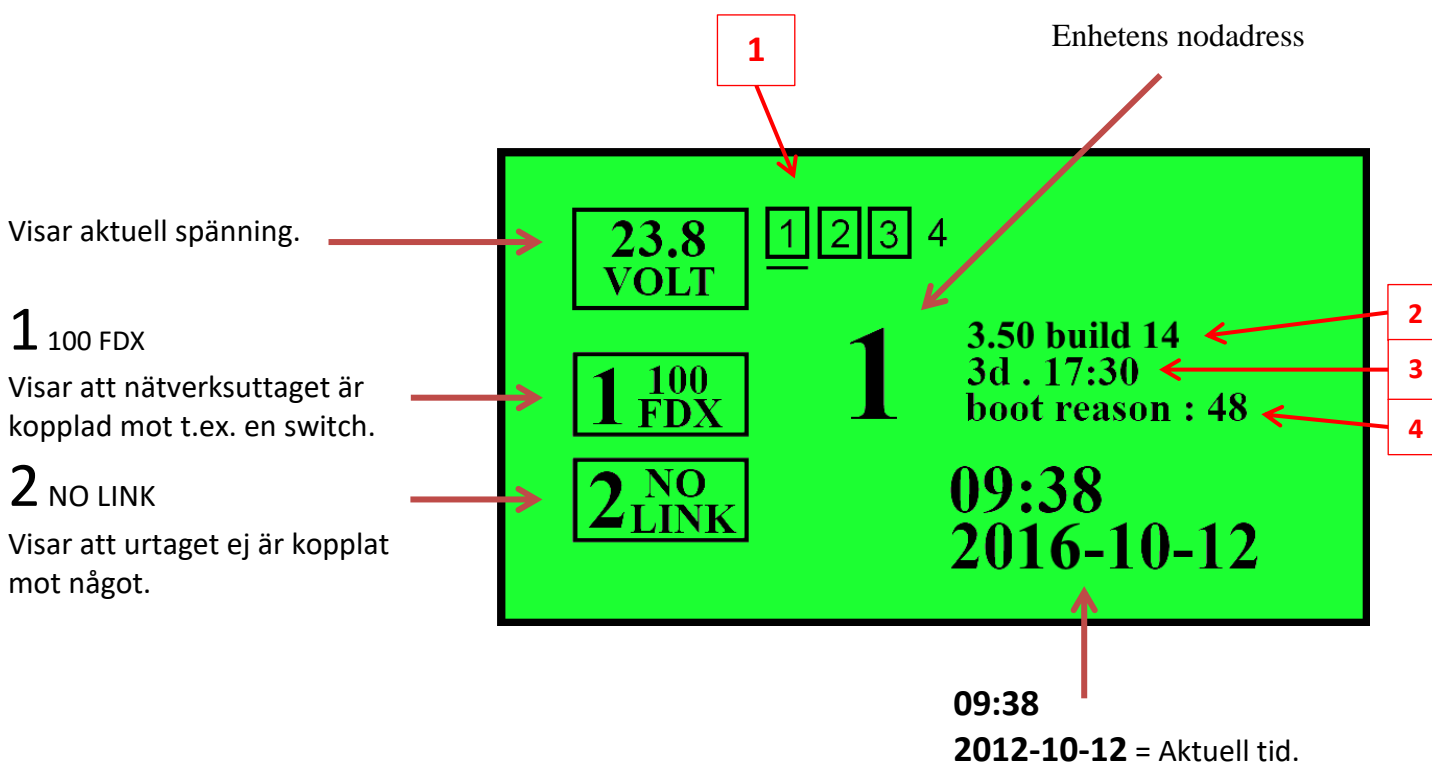 1
Enhetens nodadress
Visar aktuell spänning.
1 100 FDX
Visar att nätverksuttaget är
kopplad mot t.ex. en switch.
2 NO LINK
Visar att urtaget ej är kopplat
mot något.
23.8
VOLT
1 2 3 4
1 100
FDX
2 NO
LINK
1
3.50 build 14
3d . 17:30
boot reason : 48
09:38
2016-10-12
2
3
4
09:38
2012-10-12 = Aktuell tid.